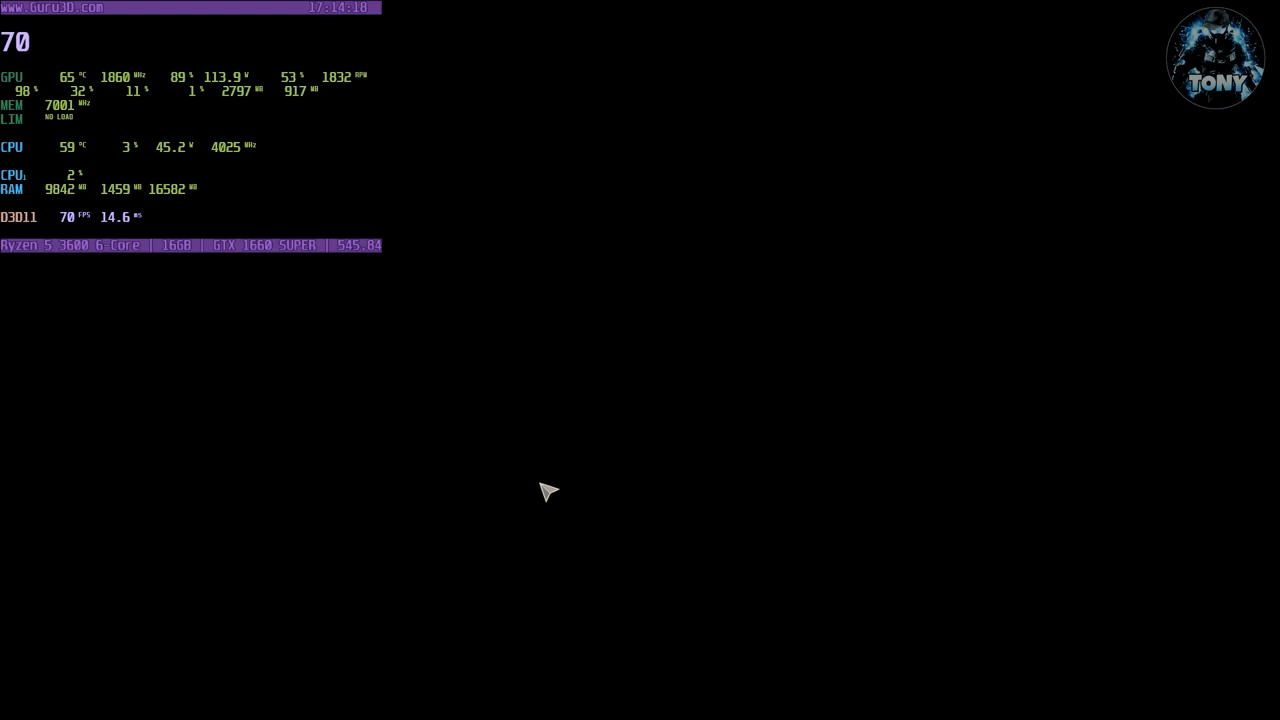 www.Guru3D.com 17:14:18
TONY
70
GPU 65 °C 1860 MHz 89 % 113.9 W 53 % 1832 RPM
98 % 32 % 11 % 1 % 2797 MB 917 MB
MEM 7001 MHz
LIM NO LOAD
CPU 59 °C 3 % 45.2 W 4025 MHz
CPU1 2 %
RAM 9842 MB 1459 MB 16582 MB
D3D11 70 FPS 14.6 ms
Ryzen 5 3600 6-Core | 16GB | GTX 1660 SUPER | 545.84